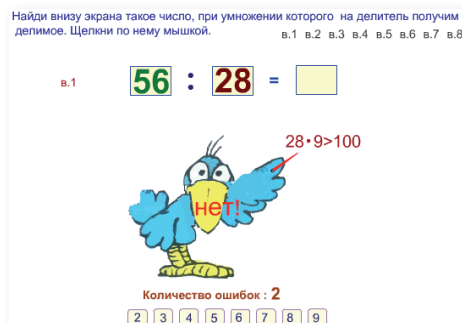 Найди внизу экрана такое число, при умножении которого на делитель получим
делимое. Щелкни по нему мышкой.
в.1 в.2 в.3 в.4 в.5 в.6 в.7 в.8
в.1
56 : 28 =
28·9>100
нет!
Количество ошибок : 2
2 3 4 5 6 7 8 9